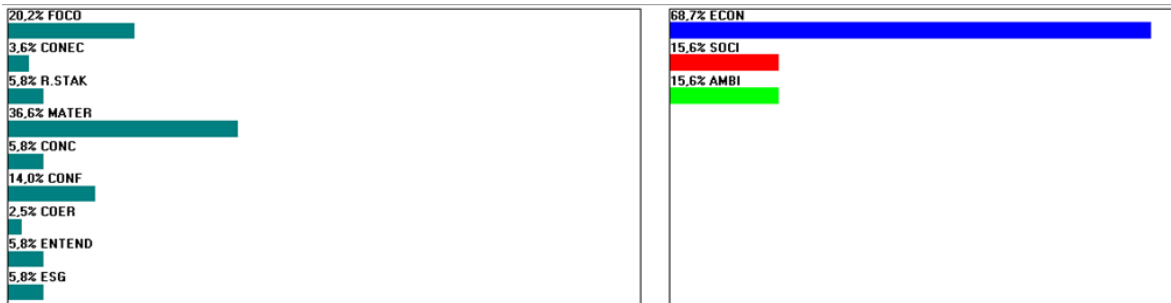 20,2% FOCO
3,6% CONEC
5,8% R.STAK
36,6% MATER
5,8% CONC
14,0% CONF
2,5% COER
5,8% ENTEND
5,8% ESG
68,7% ECON
15,6% SOCI
15,6% AMBI